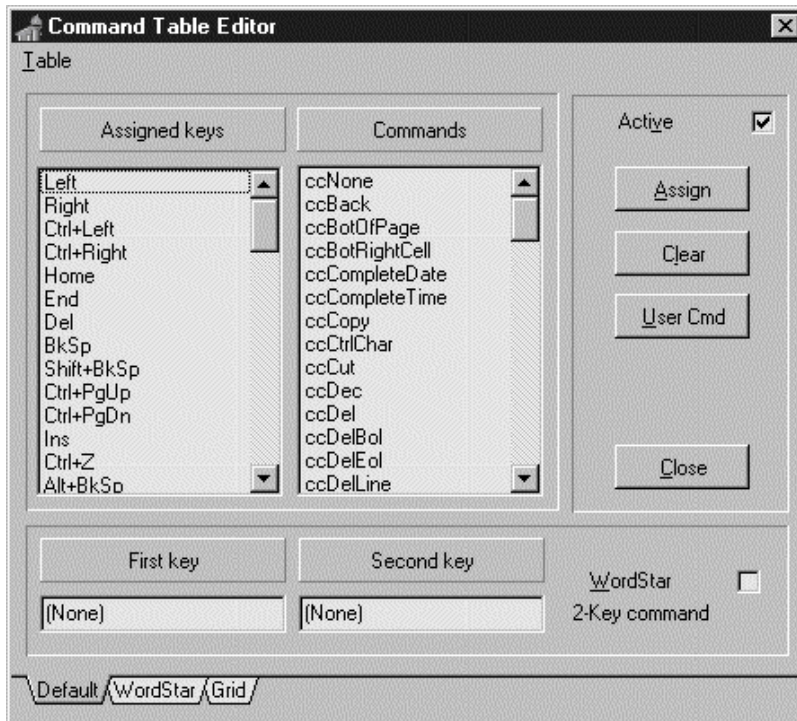 Command Table Editor
Table
Assigned keys
Commands
Active
Left
Right
Ctrl+Left
Ctrl+Right
Home
End
Del
BkSp
Shift+BkSp
Ctrl+PgUp
Ctrl+PgDn
Ins
Ctrl+Z
Alt+BkSp
ccNone
ccBack
ccBotOfPage
ccBotRightCell
ccCompleteDate
ccCompleteTime
ccCopy
ccCtrlChar
ccCut
ccDec
ccDel
ccDelBol
ccDelEol
ccDelLine
Assign
Clear
User Cmd
Close
First key
Second key
(None)
(None)
WordStar
2-Key command
Default WordStar Grid